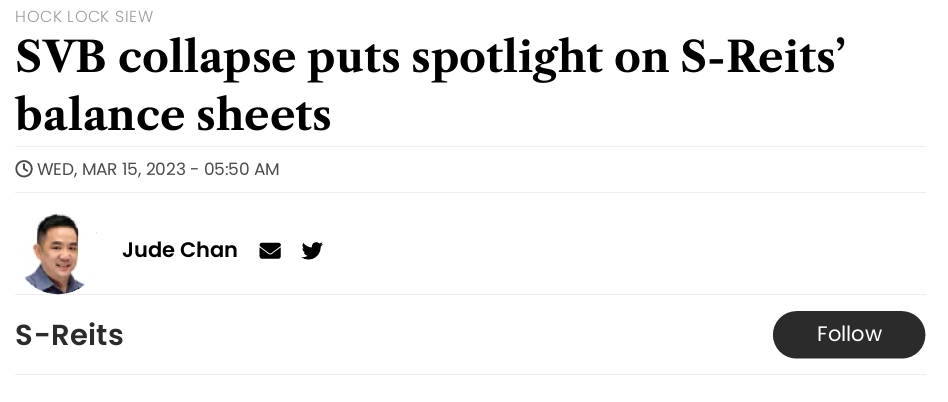 HOCK LOCK SIEW
SVB collapse puts spotlight on S-Reits’
balance sheets
WED, MAR 15, 2023 - 05:50 AM
Jude Chan
S-Reits
Follow